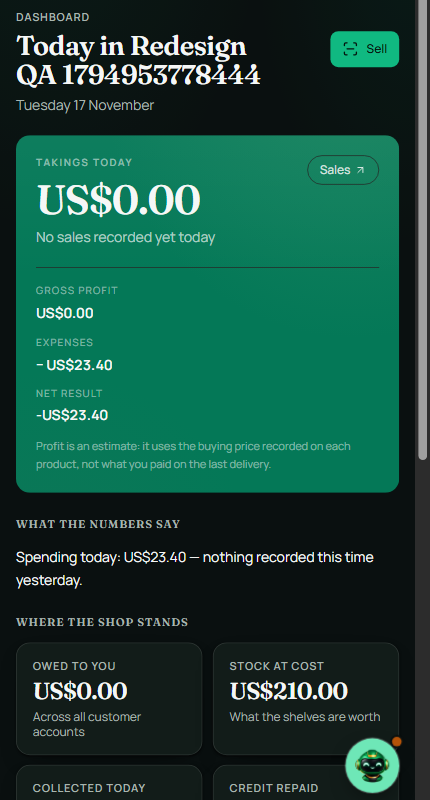 DASHBOARD
Today in Redesign
QA 1794953778444
Sell
Tuesday 17 November
TAKINGS TODAY
Sales
US$0.00
No sales recorded yet today
GROSS PROFIT
US$0.00
EXPENSES
− US$23.40
NET RESULT
-US$23.40
Profit is an estimate: it uses the buying price recorded on each
product, not what you paid on the last delivery.
WHAT THE NUMBERS SAY
Spending today: US$23.40 — nothing recorded this time
yesterday.
WHERE THE SHOP STANDS
OWED TO YOU
US$0.00
Across all customer
accounts
STOCK AT COST
US$210.00
What the shelves are worth
COLLECTED TODAY
CREDIT REPAID